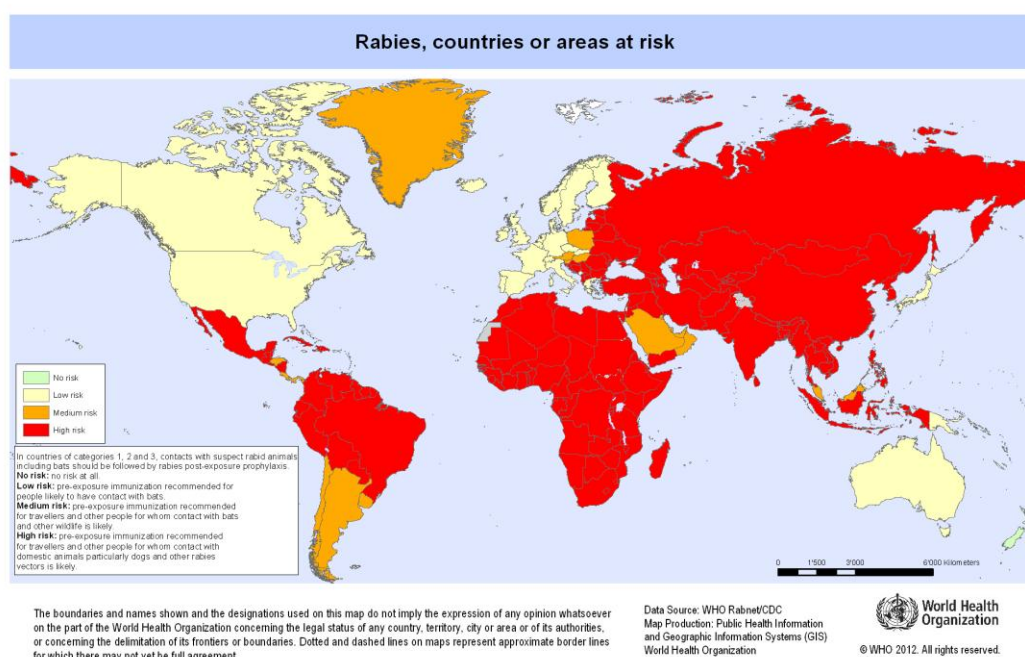 Rabies, countries or areas at risk
No risk
Low risk
Medium risk
High risk
In countries of categories 1, 2 and 3, contacts with suspect rabid animals
including bats should be followed by rabies post-exposure prophylaxis.
No risk: no risk at all.
Low risk: pre-exposure immunization recommended for
people likely to have contact with bats.
Medium risk: pre-exposure immunization recommended
for travellers and other people for whom contact with bats
and other wildlife is likely.
High risk: pre-exposure immunization recommended
for travellers and other people for whom contact with
domestic animals particularly dogs and other rabies
vectors is likely.
0 1'500 3'000 6'000 Kilometers
The boundaries and names shown and the designations used on this map do not imply the expression of any opinion whatsoever
on the part of the World Health Organization concerning the legal status of any country, territory, city or area or of its authorities,
or concerning the delimitation of its frontiers or boundaries. Dotted and dashed lines on maps represent approximate border lines
for which there may not yet be full agreement.
Data Source: WHO Rabnet/CDC
Map Production: Public Health Information
and Geographic Information Systems (GIS)
World Health Organization
World Health
Organization
© WHO 2012. All rights reserved.